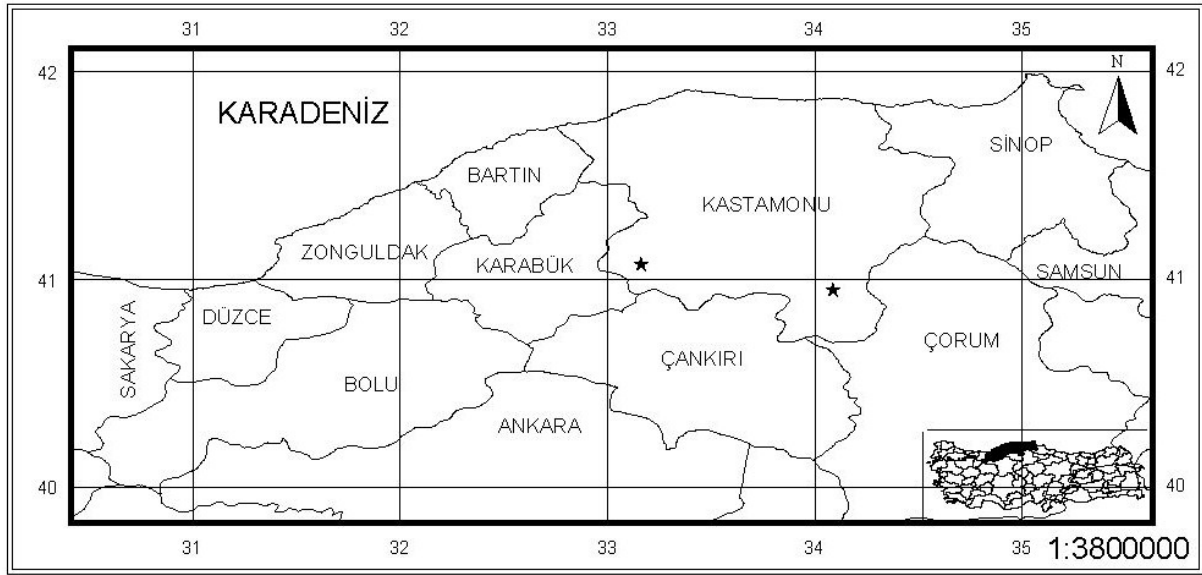 31 32 33 34 35
42 42
N
KARADENİZ
SİNOP
BARTIN
KASTAMONU
ZONGULDAK
KARABÜK
SAMSUN
41 41
SAKARYA
DÜZCE
ÇORUM
ÇANKIRI
BOLU
ANKARA
40 40
31 32 33 34 35
1:3800000